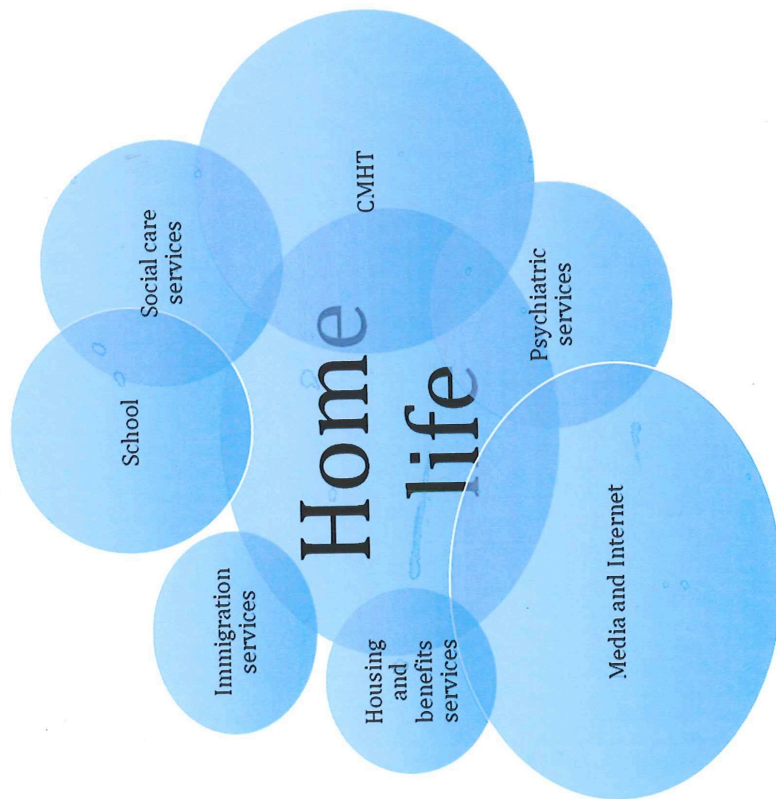 Home
life
CMHT
Social care
services
School
Immigration
services
Housing
and
benefits
services
Media and Internet
Psychiatric
services